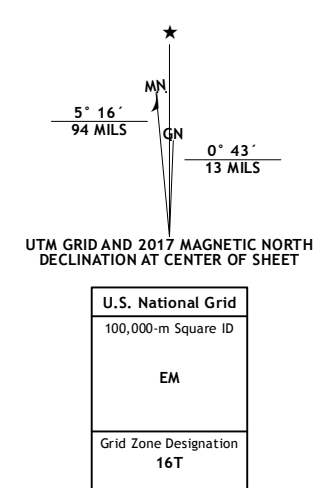 MN
5° 16´
94 MILS
GN
0° 43´
13 MILS
UTM GRID AND 2017 MAGNETIC NORTH
DECLINATION AT CENTER OF SHEET
U.S. National Grid
100,000-m Square ID
EM
Grid Zone Designation
16T